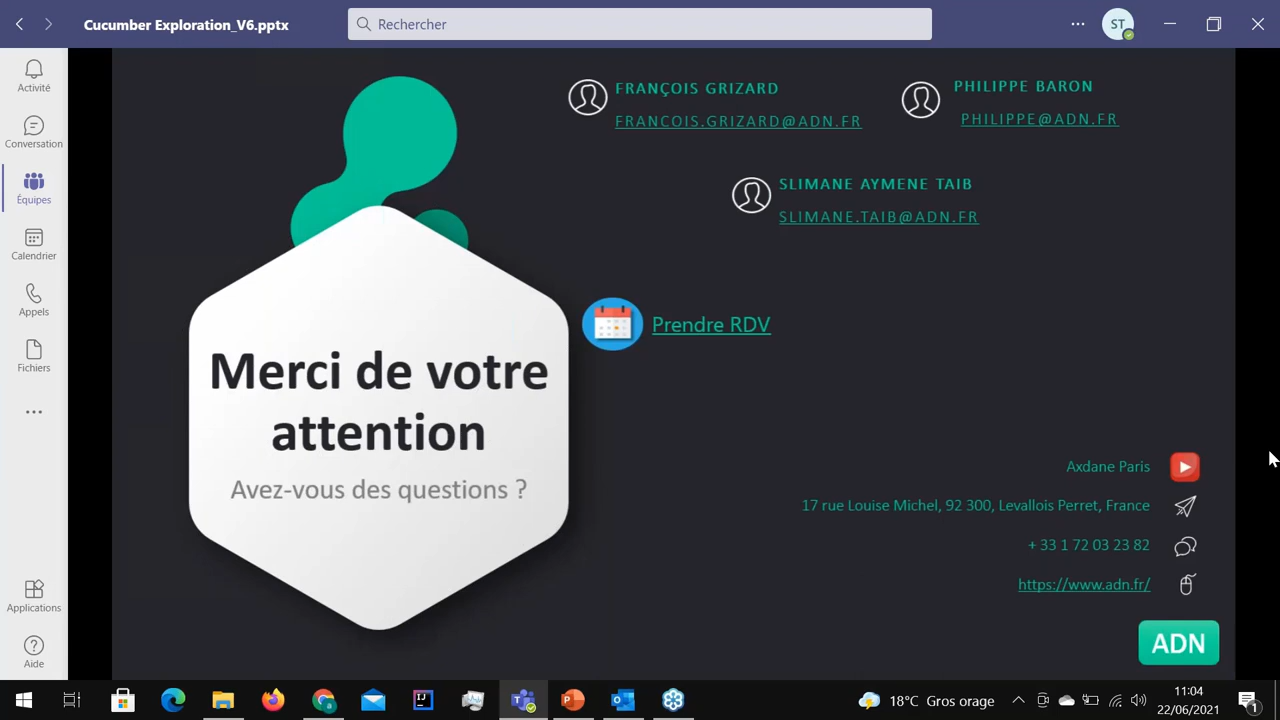 Cucumber Exploration_V6.pptx
Rechercher
ST
Activité
Conversation
Équipes
Calendrier
Appels
Fichiers
Applications
Aide
FRANÇOIS GRIZARD
FRANCOIS.GRIZARD@ADN.FR
PHILIPPE BARON
PHILIPPE@ADN.FR
SLIMANE AYMENE TAIB
SLIMANE.TAIB@ADN.FR
Prendre RDV
Merci de votre
attention
Avez-vous des questions ?
Axdane Paris
17 rue Louise Michel, 92 300, Levallois Perret, France
+ 33 1 72 03 23 82
https://www.adn.fr/
ADN
18°C Gros orage
11:04
22/06/2021
1